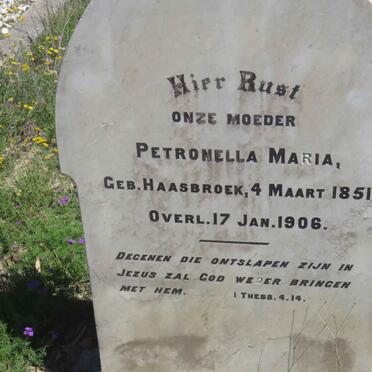 Hier Rust
ONZE MOEDER
PETRONELLA MARIA,
GEB. HAASBROEK, 4 MAART 1851
OVERL. 17 JAN. 1906.
DEGENEN DIE ONTSLAPEN ZIJN IN
JEZUS ZAL GOD WEDER BRINGEN
MET HEM. I THESS. 4.14.